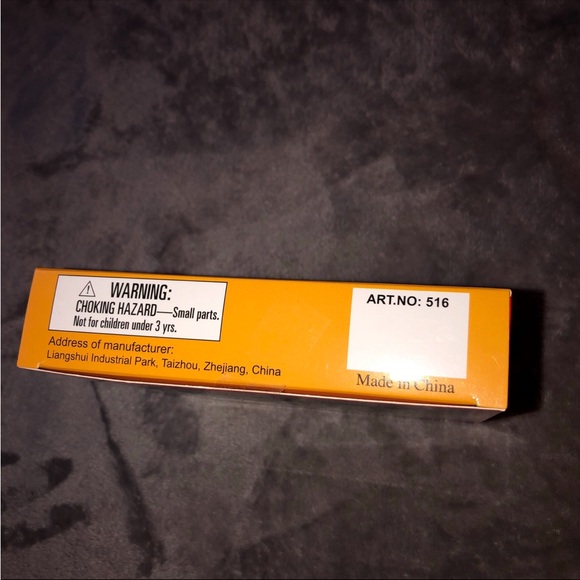 ⚠ WARNING:
CHOKING HAZARD—Small parts.
Not for children under 3 yrs.
Address of manufacturer:
Liangshui Industrial Park, Taizhou, Zhejiang, China
ART.NO: 516
Made in China